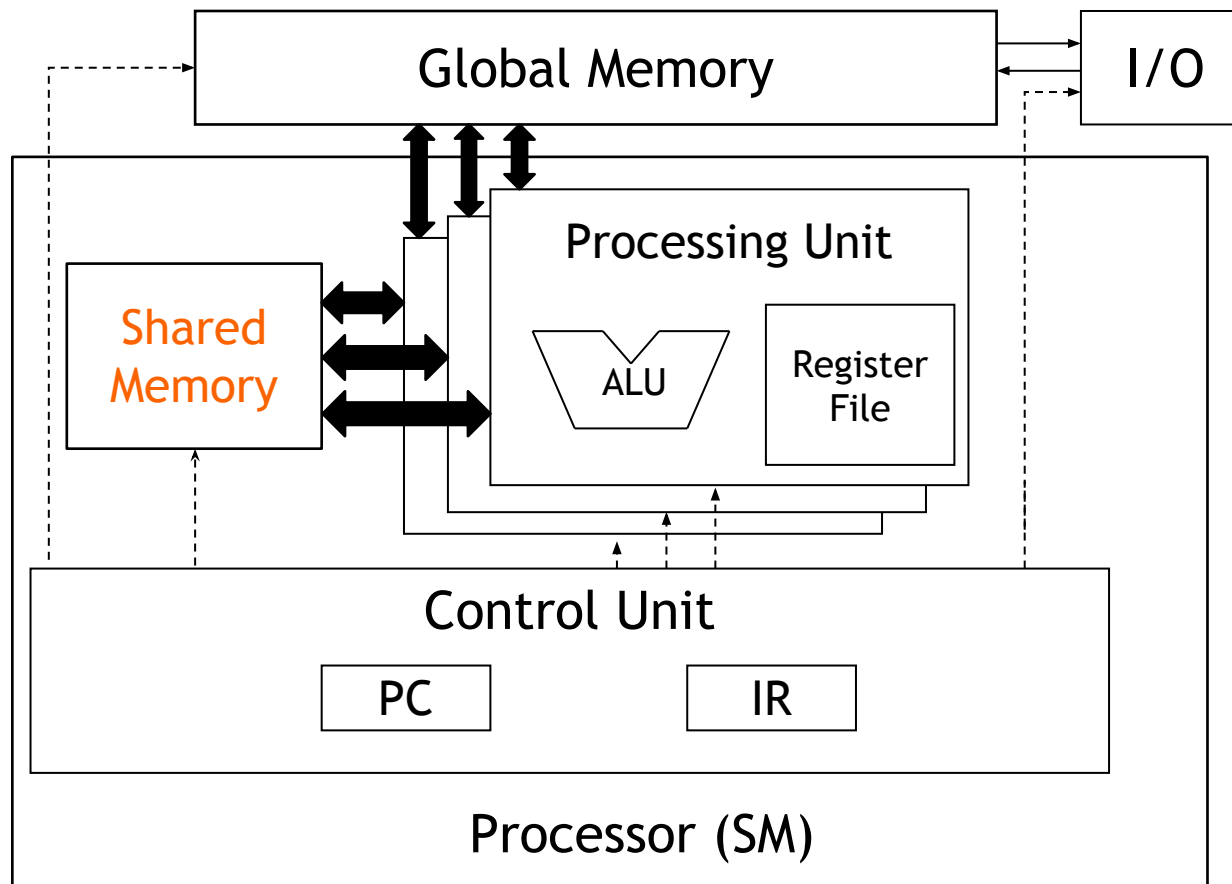 Global Memory
I/O
Processing Unit
Shared
Memory
ALU
Register
File
Control Unit
PC
IR
Processor (SM)